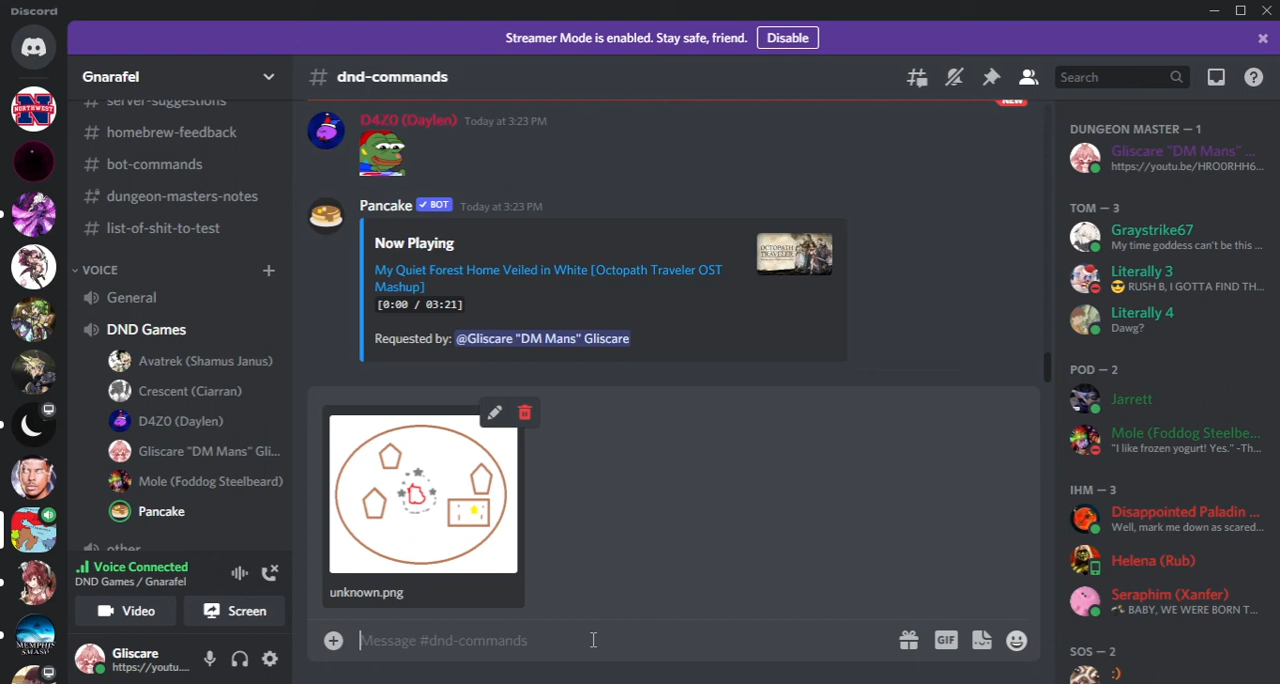 Discord
Streamer Mode is enabled. Stay safe, friend.
Disable
Gnarafel
# dnd-commands
Search
NORTHWEST
MEMPHIS
# server-suggestions
# homebrew-feedback
# bot-commands
# dungeon-masters-notes
# list-of-shit-to-test
VOICE
General
DND Games
Avatrek (Shamus Janus)
Crescent (Ciarran)
D4Z0 (Daylen)
Gliscare "DM Mans" Gli...
Mole (Foddog Steelbeard)
Pancake
other
Voice Connected
DND Games / Gnarafel
Video
Screen
Gliscare
https://youtu....
NEW
D4Z0 (Daylen) Today at 3:23 PM
Pancake BOT Today at 3:23 PM
Now Playing
My Quiet Forest Home Veiled in White [Octopath Traveler OST
Mashup]
[0:00 / 03:21]
Requested by: @Gliscare "DM Mans" Gliscare
OCTOPATH
TRAVELER
unknown.png
Message #dnd-commands
GIF
DUNGEON MASTER — 1
Gliscare "DM Mans" ...
https://youtu.be/HRO0RHH6...
TOM — 3
Graystrike67
My time goddess can't be this ...
Literally 3
RUSH B, I GOTTA FIND TH...
Literally 4
Dawg?
POD — 2
Jarrett
Mole (Foddog Steelbe...
"I like frozen yogurt! Yes." -Th...
IHM — 3
Disappointed Paladin ...
Well, mark me down as scared...
Helena (Rub)
Seraphim (Xanfer)
BABY, WE WERE BORN T...
SOS — 2
:)